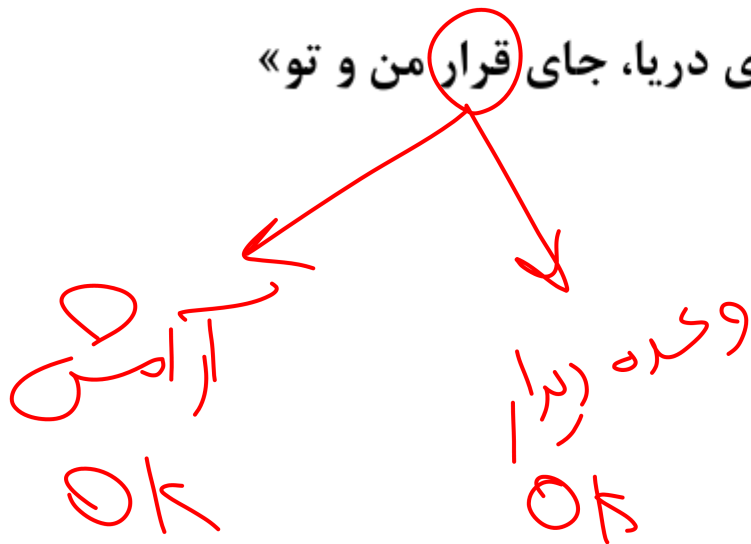 ی دریا، جای قرار من و تو»
وعده دیدار
آرامش
OK
OK